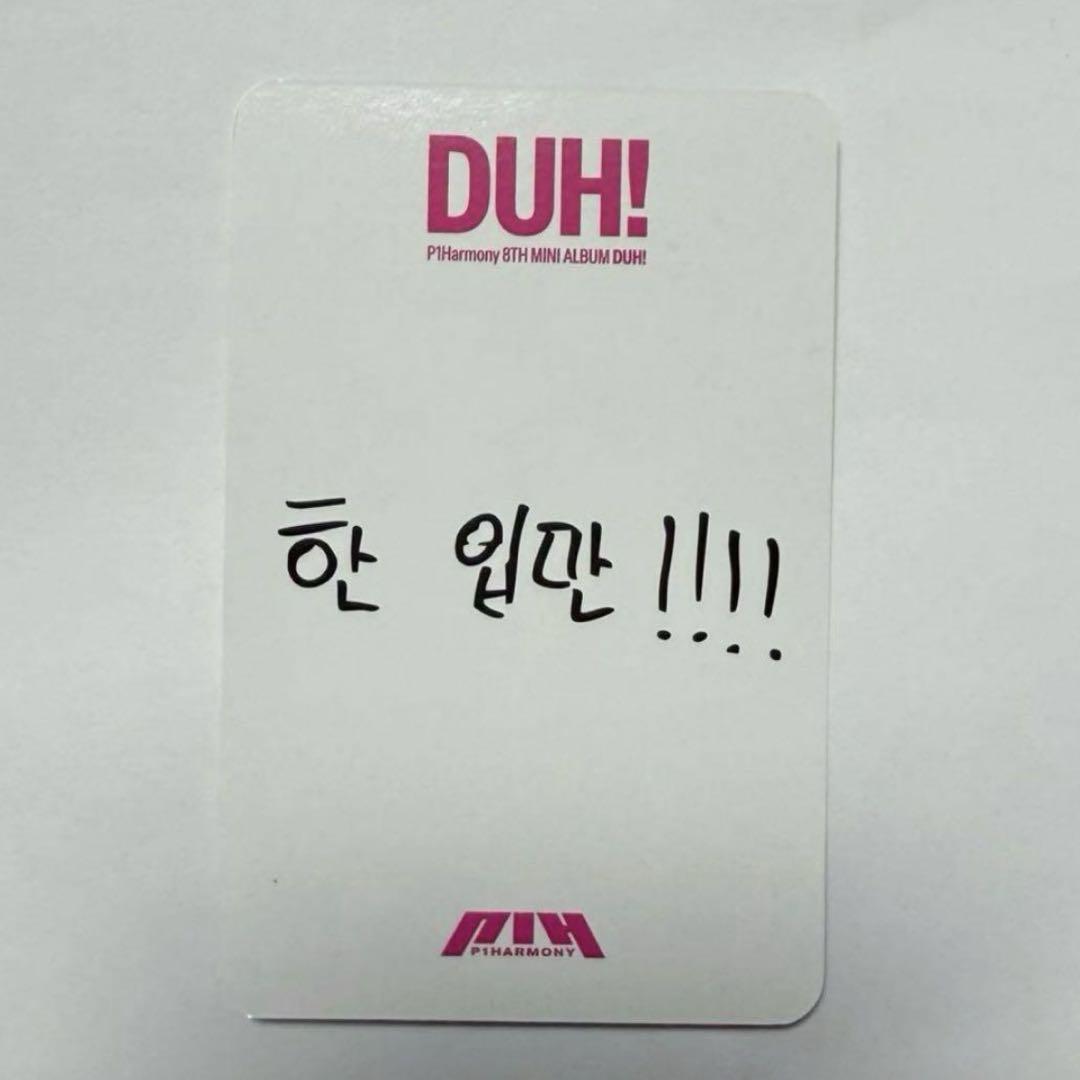 DUH!
P1Harmony 8TH MINI ALBUM DUH!
한 입만!!!!
P1H
P1HARMONY